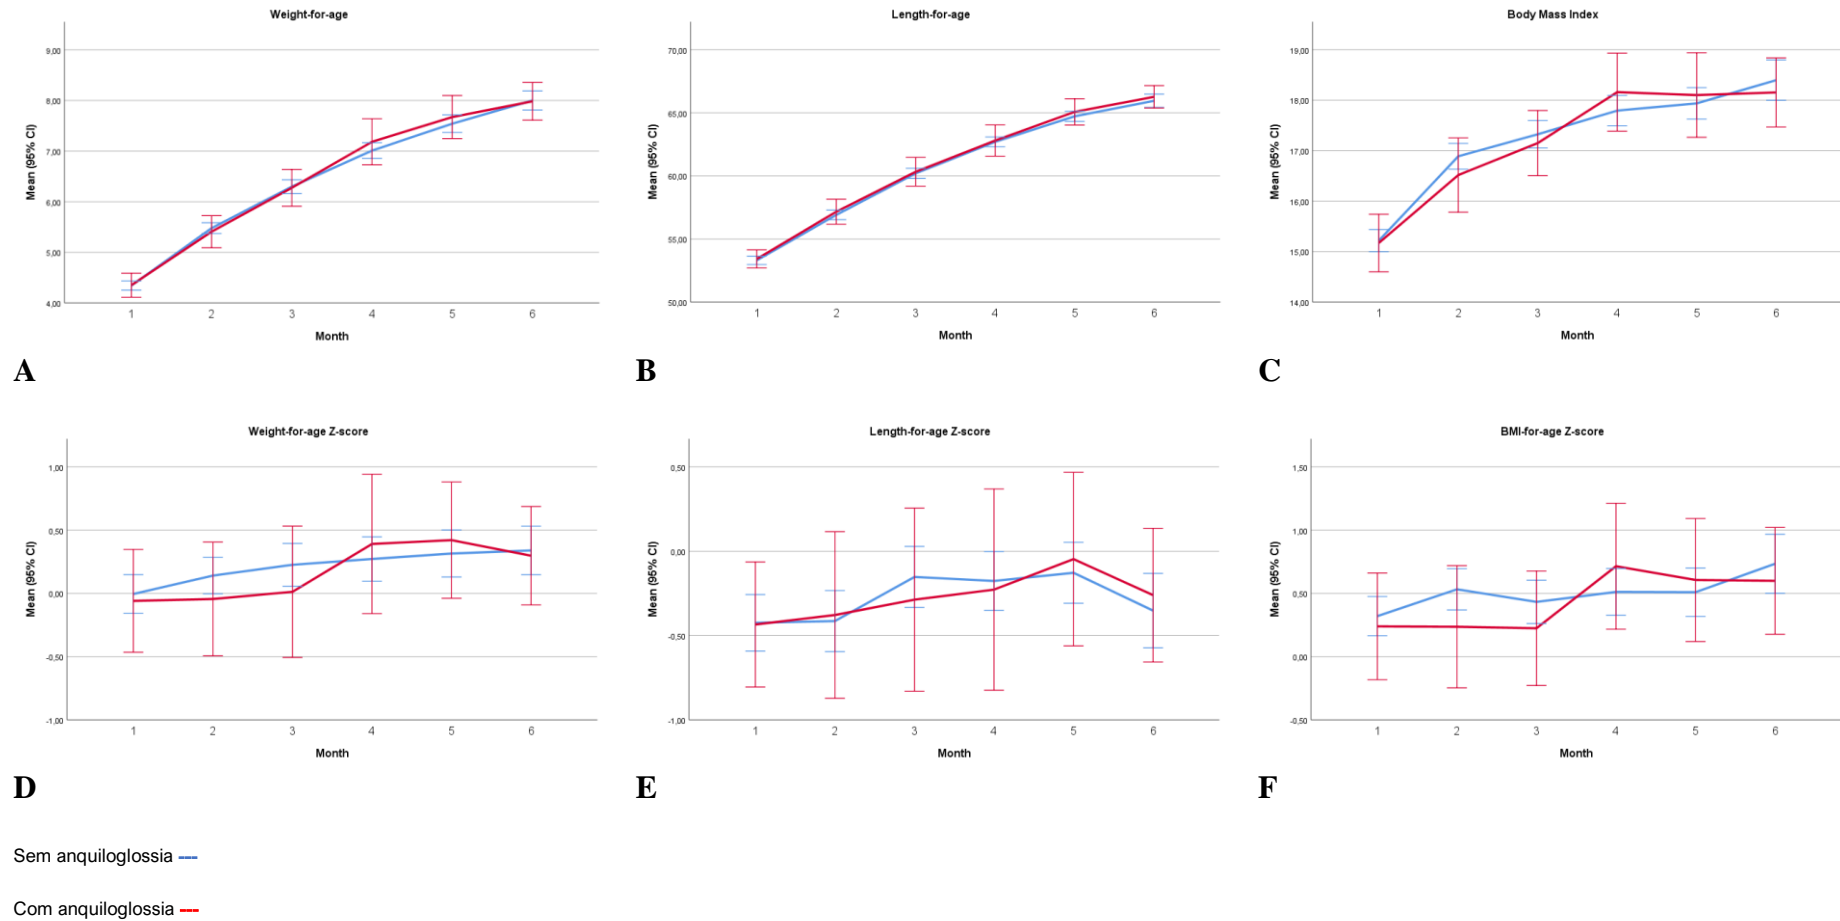 Weight-for-age
Mean (95% CI)
9,00
8,00
7,00
6,00
5,00
4,00
1 2 3 4 5 6
Month
A
Length-for-age
Mean (95% CI)
70,00
65,00
60,00
55,00
50,00
1 2 3 4 5 6
Month
B
Body Mass Index
Mean (95% CI)
19,00
18,00
17,00
16,00
15,00
14,00
1 2 3 4 5 6
Month
C
Weight-for-age Z-score
Mean (95% CI)
1,00
0,50
0,00
-0,50
-1,00
1 2 3 4 5 6
Month
D
Length-for-age Z-score
Mean (95% CI)
0,50
0,00
-0,50
-1,00
1 2 3 4 5 6
Month
E
BMI-for-age Z-score
Mean (95% CI)
1,50
1,00
0,50
0,00
-0,50
1 2 3 4 5 6
Month
F
Sem anquiloglossia ---
Com anquiloglossia ---